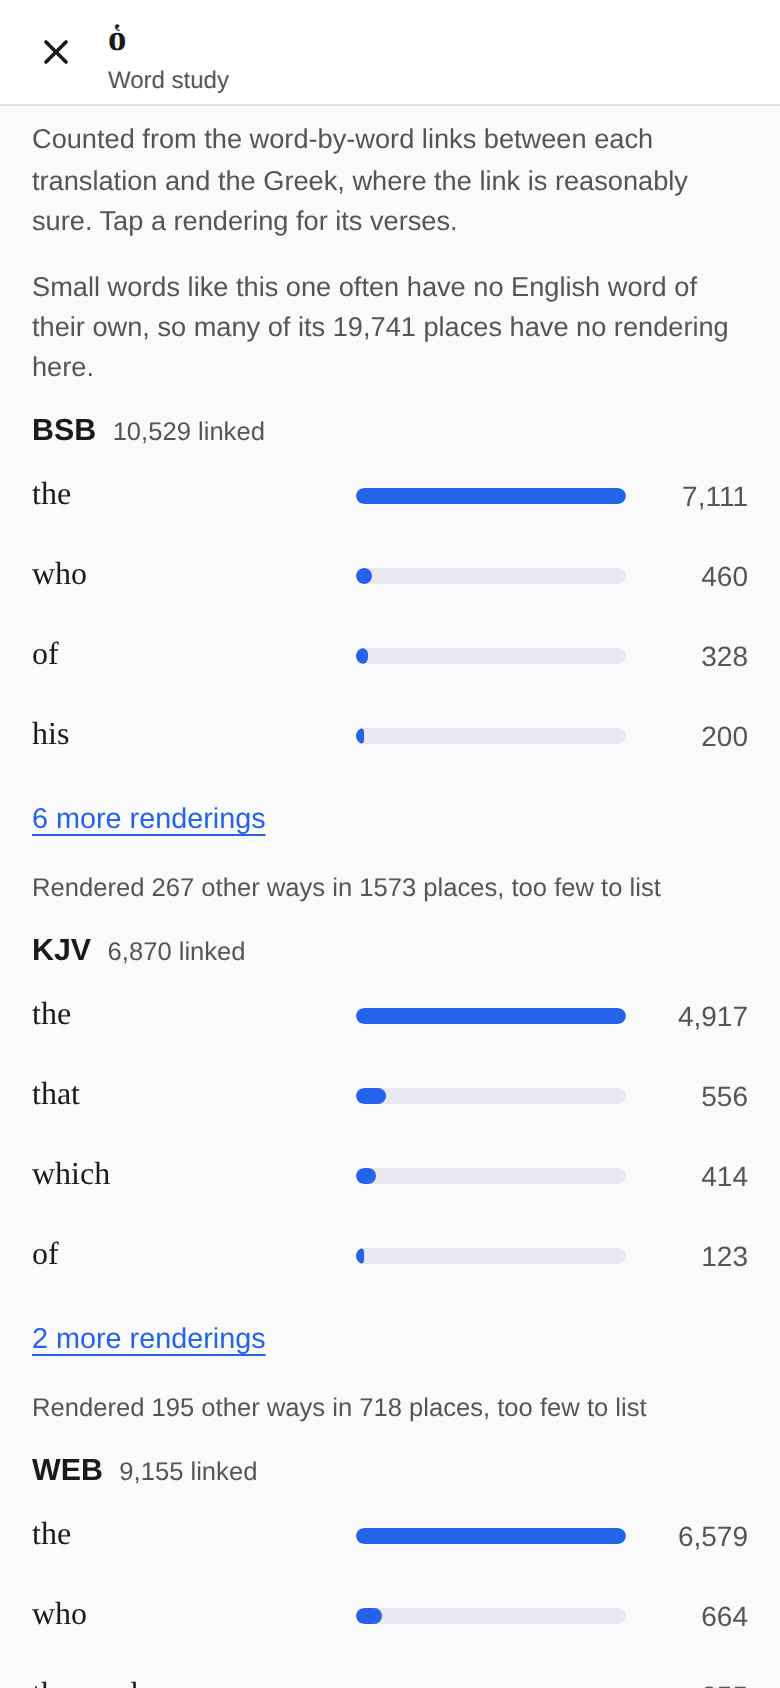 ὁ
Word study
Counted from the word-by-word links between each
translation and the Greek, where the link is reasonably
sure. Tap a rendering for its verses.
Small words like this one often have no English word of
their own, so many of its 19,741 places have no rendering
here.
BSB 10,529 linked
the 7,111
who 460
of 328
his 200
6 more renderings
Rendered 267 other ways in 1573 places, too few to list
KJV 6,870 linked
the 4,917
that 556
which 414
of 123
2 more renderings
Rendered 195 other ways in 718 places, too few to list
WEB 9,155 linked
the 6,579
who 664